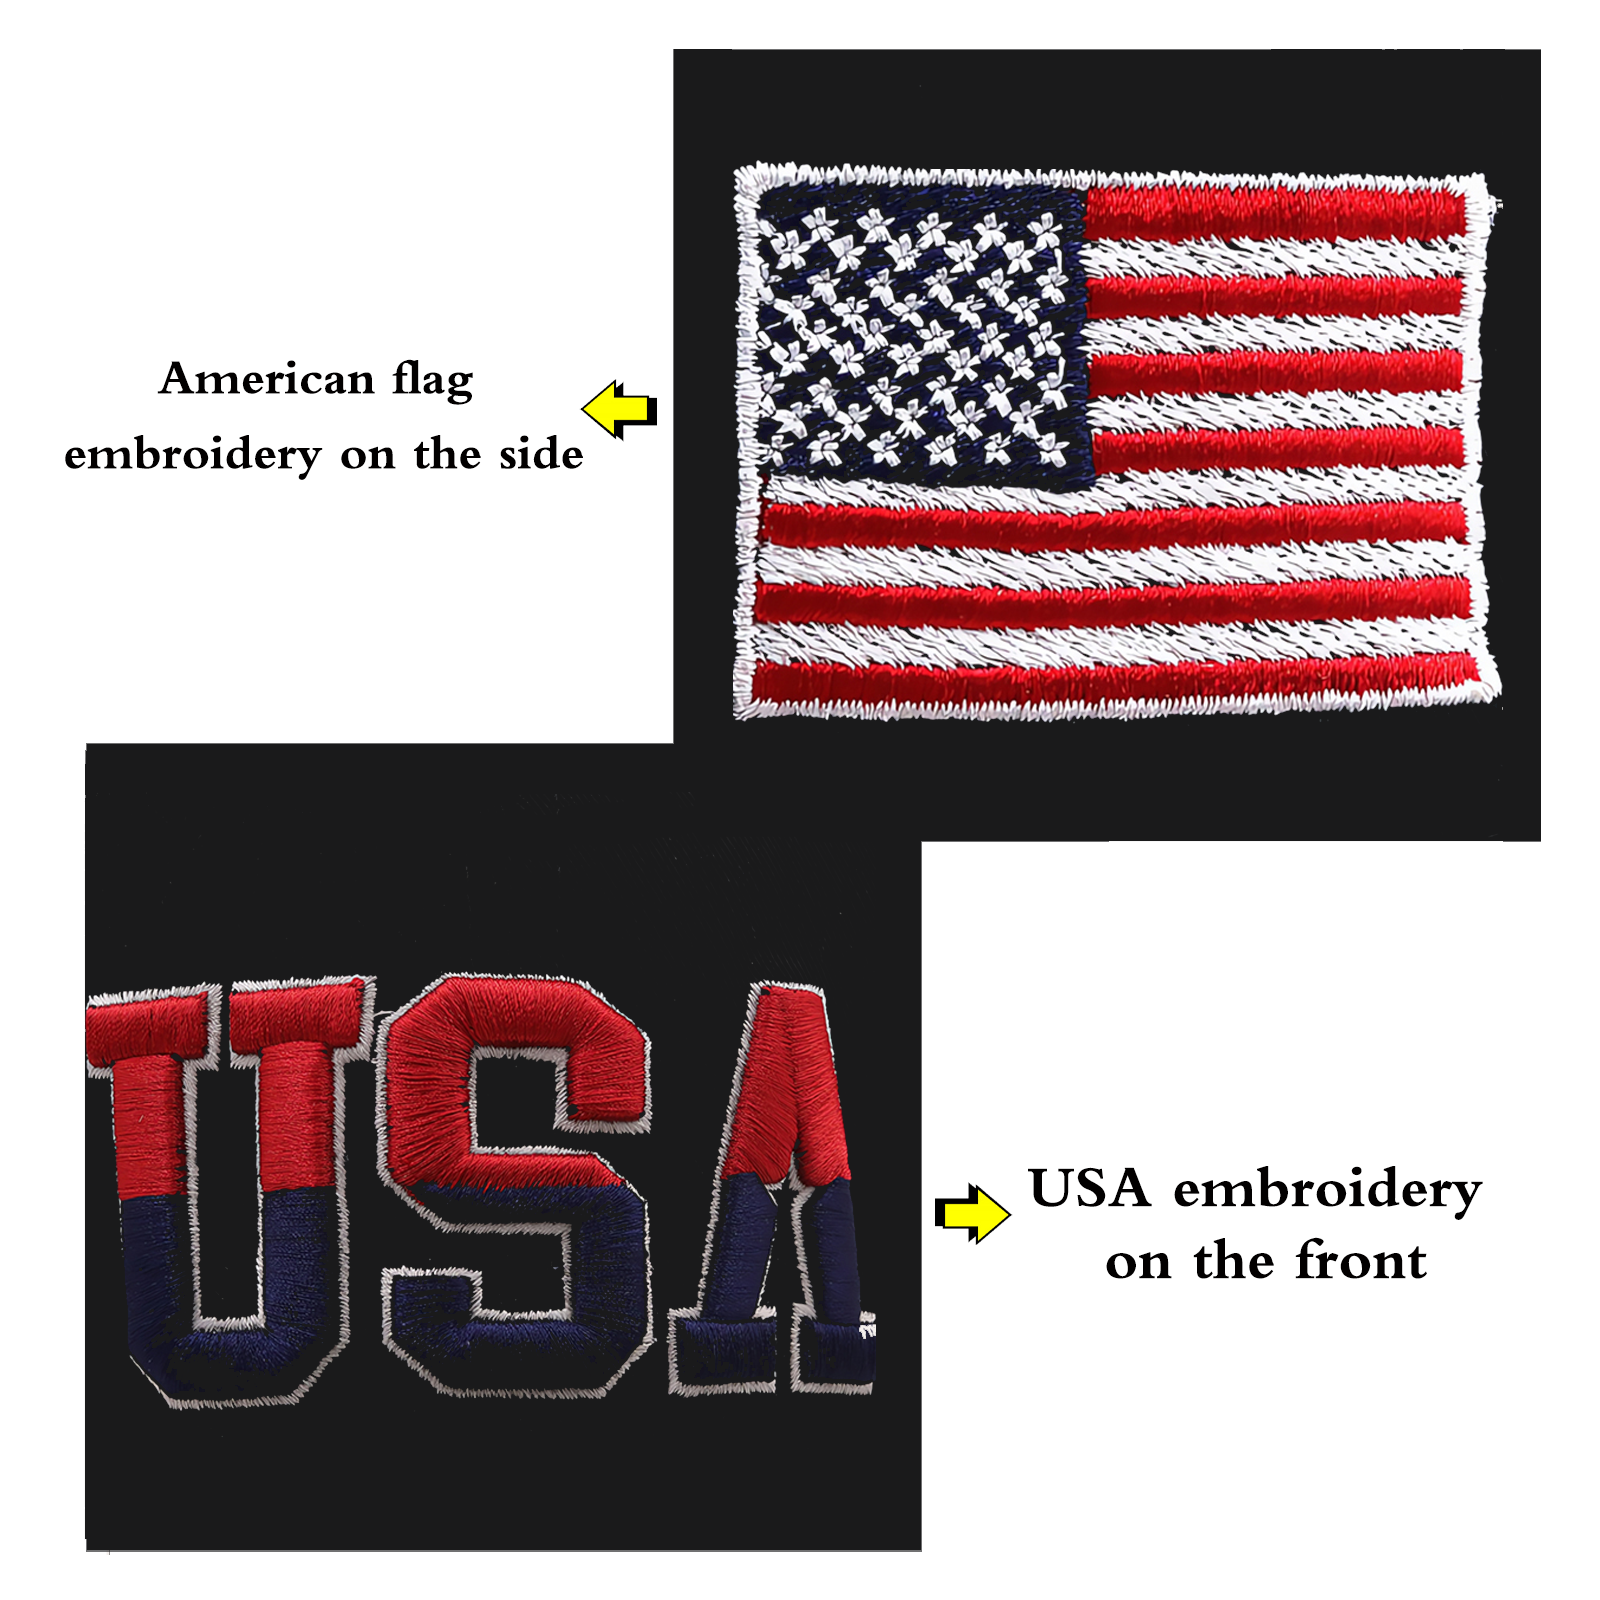 American flag
embroidery on the side
USA
USA embroidery
on the front